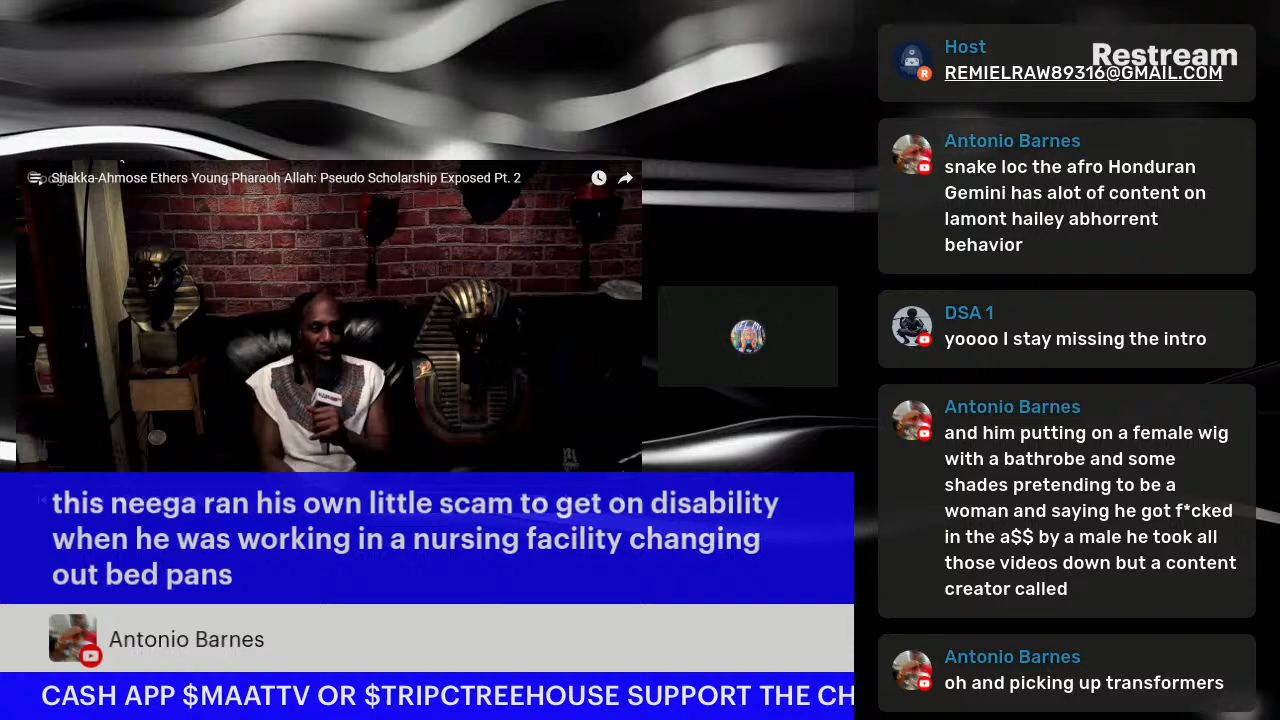 Shakka-Ahmose Ethers Young Pharaoh Allah: Pseudo Scholarship Exposed Pt. 2
this neega ran his own little scam to get on disability
when he was working in a nursing facility changing
out bed pans
Antonio Barnes
CASH APP $MAATTV OR $TRIPCTREEHOUSE SUPPORT THE CH
Restream
Host
REMIELRAW89316@GMAIL.COM
Antonio Barnes
snake loc the afro Honduran
Gemini has alot of content on
lamont hailey abhorrent
behavior
DSA 1
yoooo I stay missing the intro
Antonio Barnes
and him putting on a female wig
with a bathrobe and some
shades pretending to be a
woman and saying he got f*cked
in the a$$ by a male he took all
those videos down but a content
creator called
Antonio Barnes
oh and picking up transformers